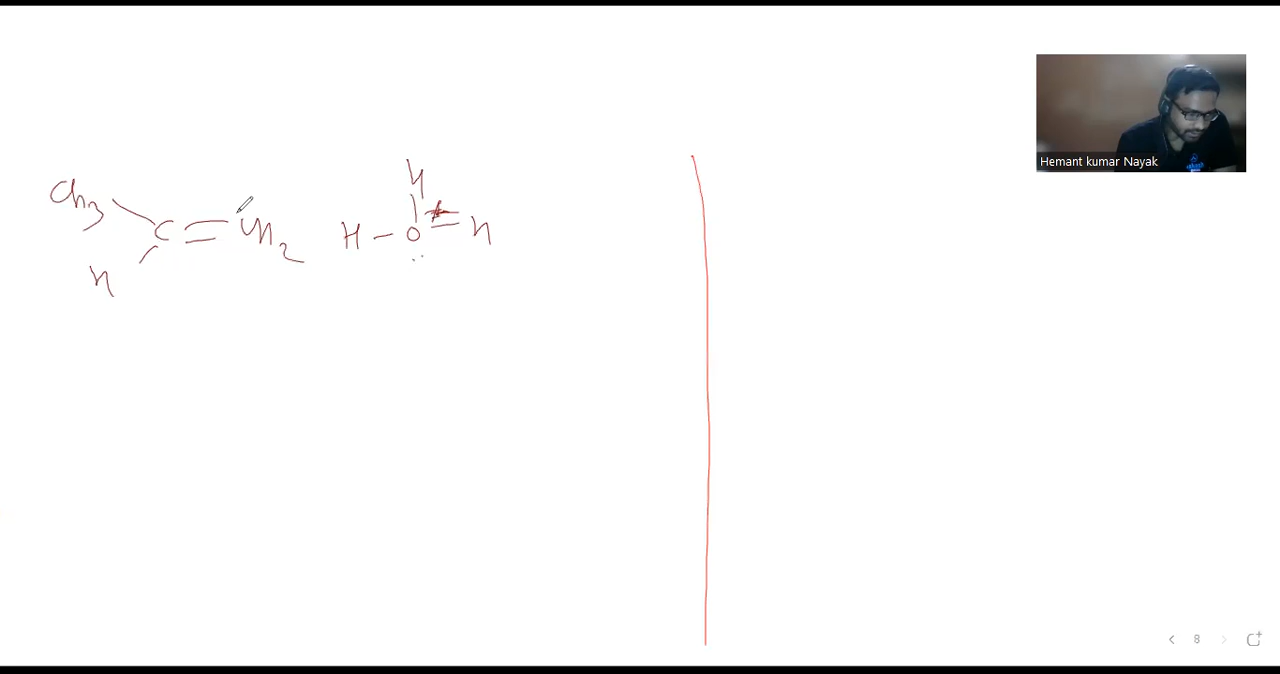 Hemant kumar Nayak
H
CH3 C = CH2 H - O + H
H
8